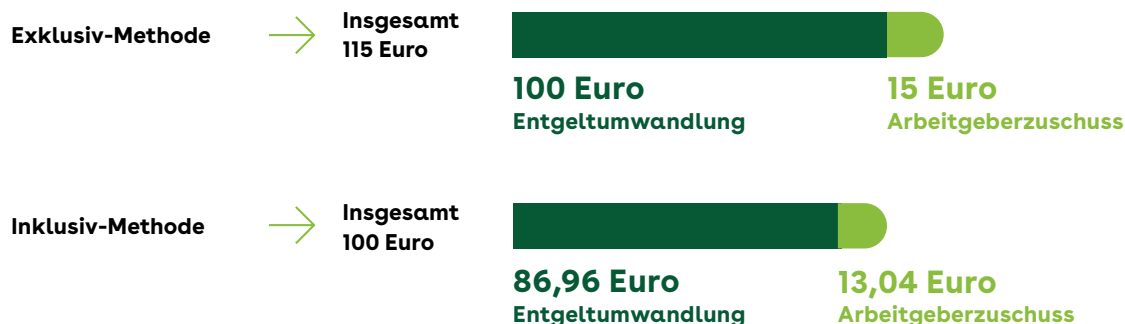 Exklusiv-Methode
Insgesamt
115 Euro
100 Euro
Entgeltumwandlung
15 Euro
Arbeitgeberzuschuss
Inklusiv-Methode
Insgesamt
100 Euro
86,96 Euro
Entgeltumwandlung
13,04 Euro
Arbeitgeberzuschuss